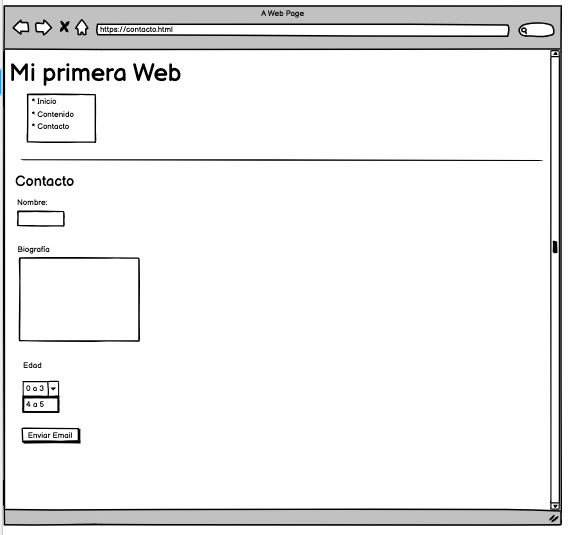 A Web Page
https://contacto.html
Mi primera Web
* Inicio
* Contenido
* Contacto
Contacto
Nombre:
Biografía
Edad
0 a 3
4 a 5
Enviar Email